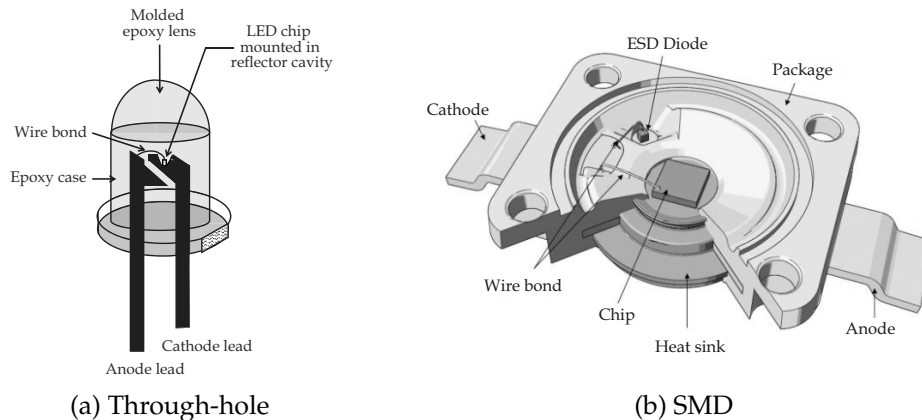 Molded
epoxy lens
LED chip
mounted in
reflector cavity
Wire bond
Epoxy case
Cathode lead
Anode lead
(a) Through-hole
ESD Diode
Package
Cathode
Wire bond
Chip
Heat sink
Anode
(b) SMD